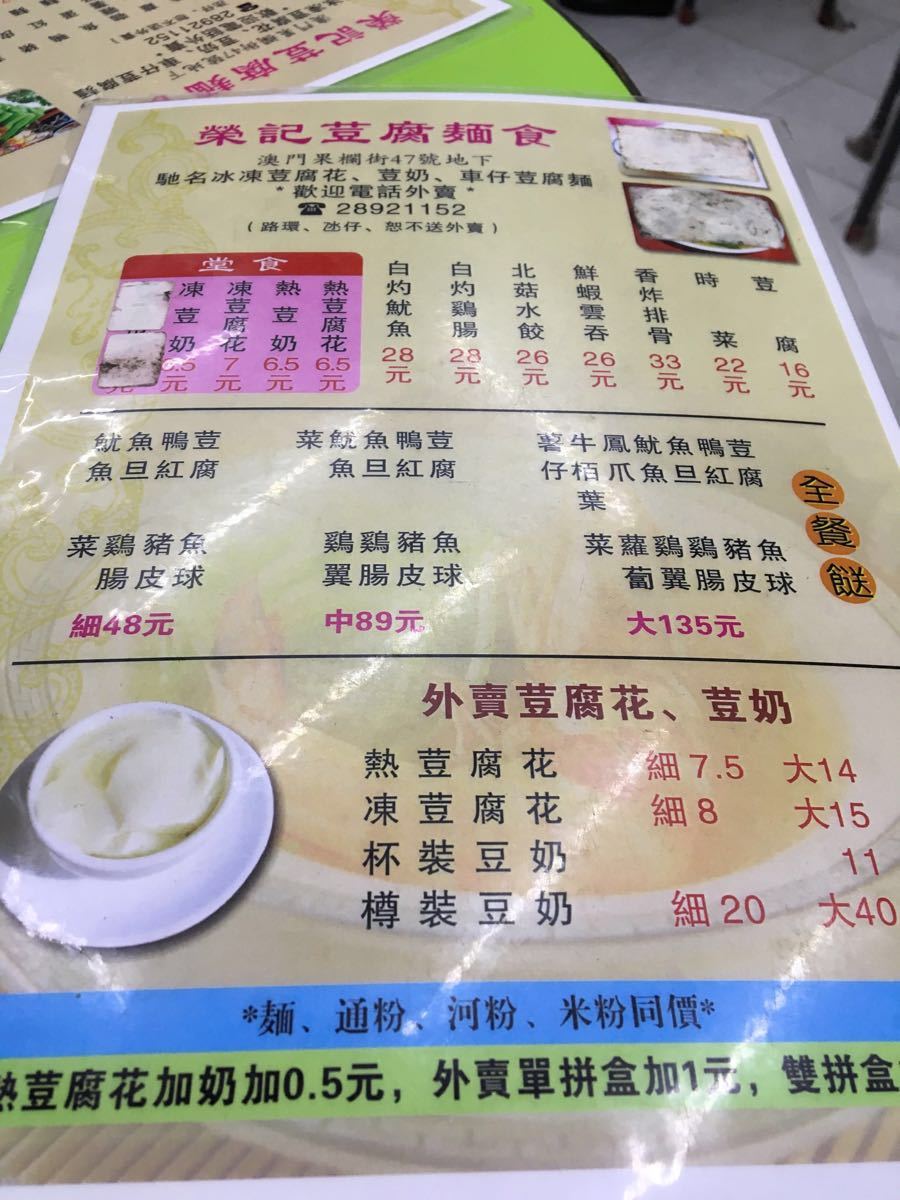 榮記荳腐麵食
澳門果欄街47號地下
馳名冰凍荳腐花、荳奶、車仔荳腐麵
*歡迎電話外賣*
☎ 28921152
(路環、氹仔、恕不送外賣)
堂食
凍荳奶 6.5元
凍荳腐花 7元
熱荳奶 6.5元
熱荳腐花 6.5元
白灼魷魚 28元
白灼鷄腸 28元
北菇水餃 26元
鮮蝦雲吞 26元
香炸排骨 33元
時菜 22元
荳腐 16元
魷魚鴨荳
魚旦紅腐
菜鷄豬魚
腸皮球
細48元
菜魷魚鴨荳
魚旦紅腐
鷄鷄豬魚
翼腸皮球
中89元
薯牛鳳魷魚鴨荳
仔栢爪魚旦紅腐
葉
菜蘿鷄鷄豬魚
蔔翼腸皮球
大135元
全餐餸
外賣荳腐花、荳奶
熱荳腐花 細7.5 大14
凍荳腐花 細8 大15
杯裝豆奶 11
樽裝豆奶 細20 大40
*麵、通粉、河粉、米粉同價*
熱荳腐花加奶加0.5元，外賣單拼盒加1元，雙拼盒